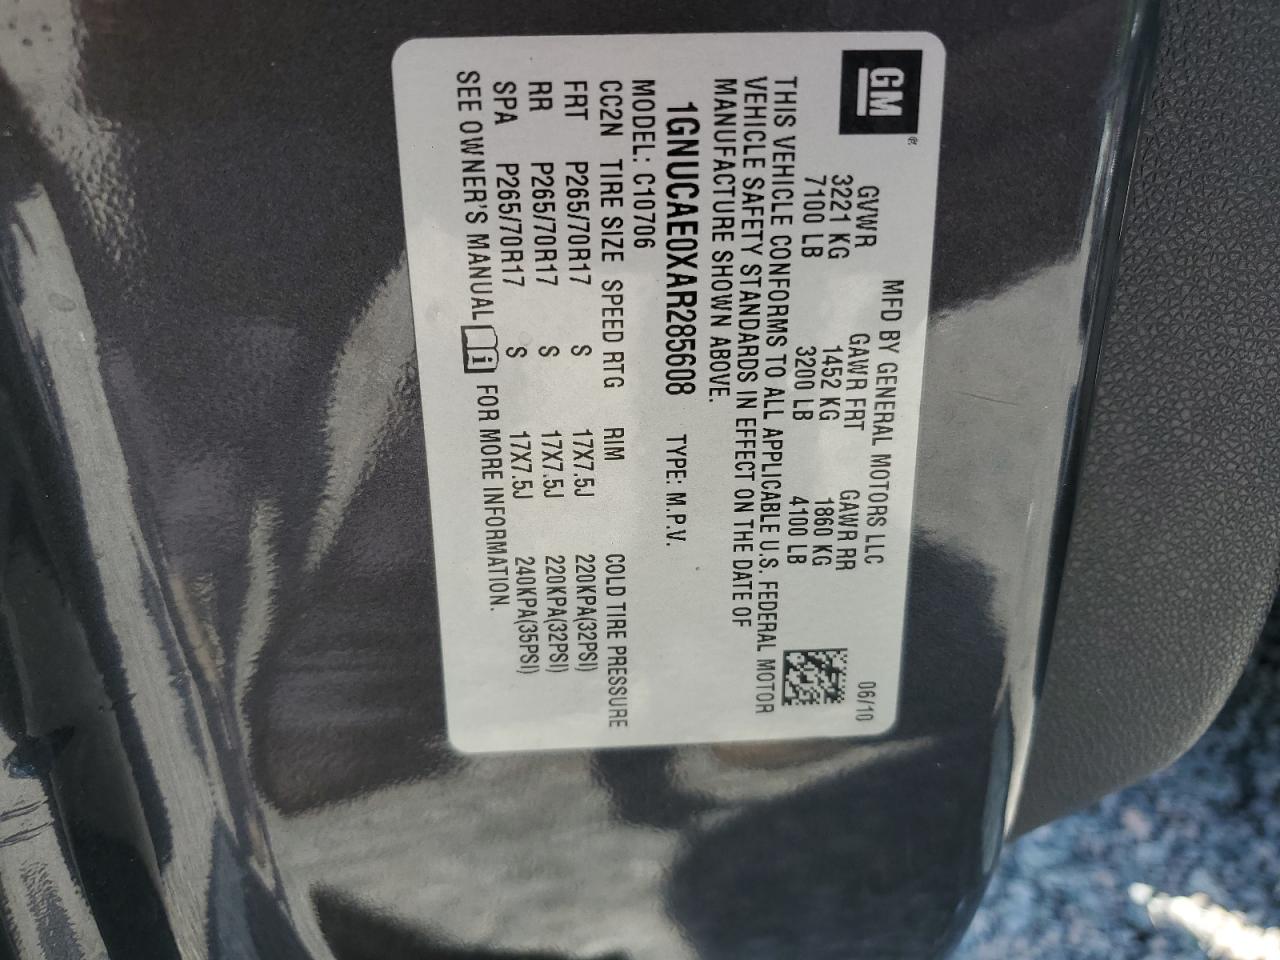 GM®
MFD BY GENERAL MOTORS LLC 06/10
GVWR GAWR FRT GAWR RR
3221 KG 1452 KG 1860 KG
7100 LB 3200 LB 4100 LB
THIS VEHICLE CONFORMS TO ALL APPLICABLE U.S. FEDERAL MOTOR
VEHICLE SAFETY STANDARDS IN EFFECT ON THE DATE OF
MANUFACTURE SHOWN ABOVE.
1GNUCAE0XAR285608 TYPE: M.P.V.
MODEL: C10706
CC2N TIRE SIZE SPEED RTG RIM COLD TIRE PRESSURE
FRT P265/70R17 S 17X7.5J 220KPA(32PSI)
RR P265/70R17 S 17X7.5J 220KPA(32PSI)
SPA P265/70R17 S 17X7.5J 240KPA(35PSI)
SEE OWNER'S MANUAL i FOR MORE INFORMATION.